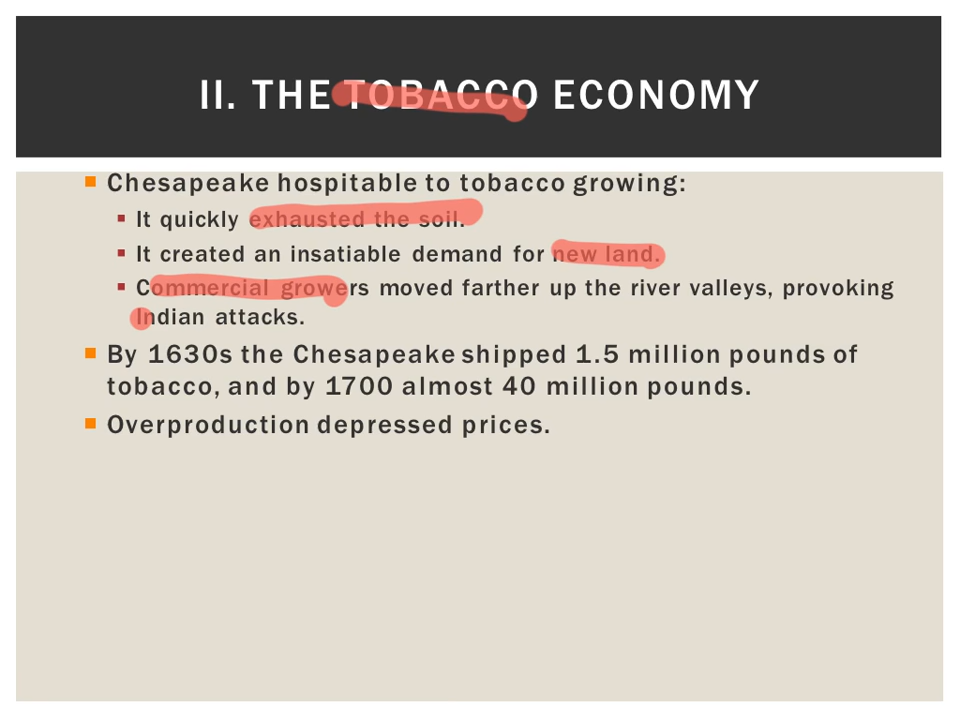 II. THE TOBACCO ECONOMY
Chesapeake hospitable to tobacco growing:
It quickly exhausted the soil.
It created an insatiable demand for new land.
Commercial growers moved farther up the river valleys, provoking
Indian attacks.
By 1630s the Chesapeake shipped 1.5 million pounds of
tobacco, and by 1700 almost 40 million pounds.
Overproduction depressed prices.